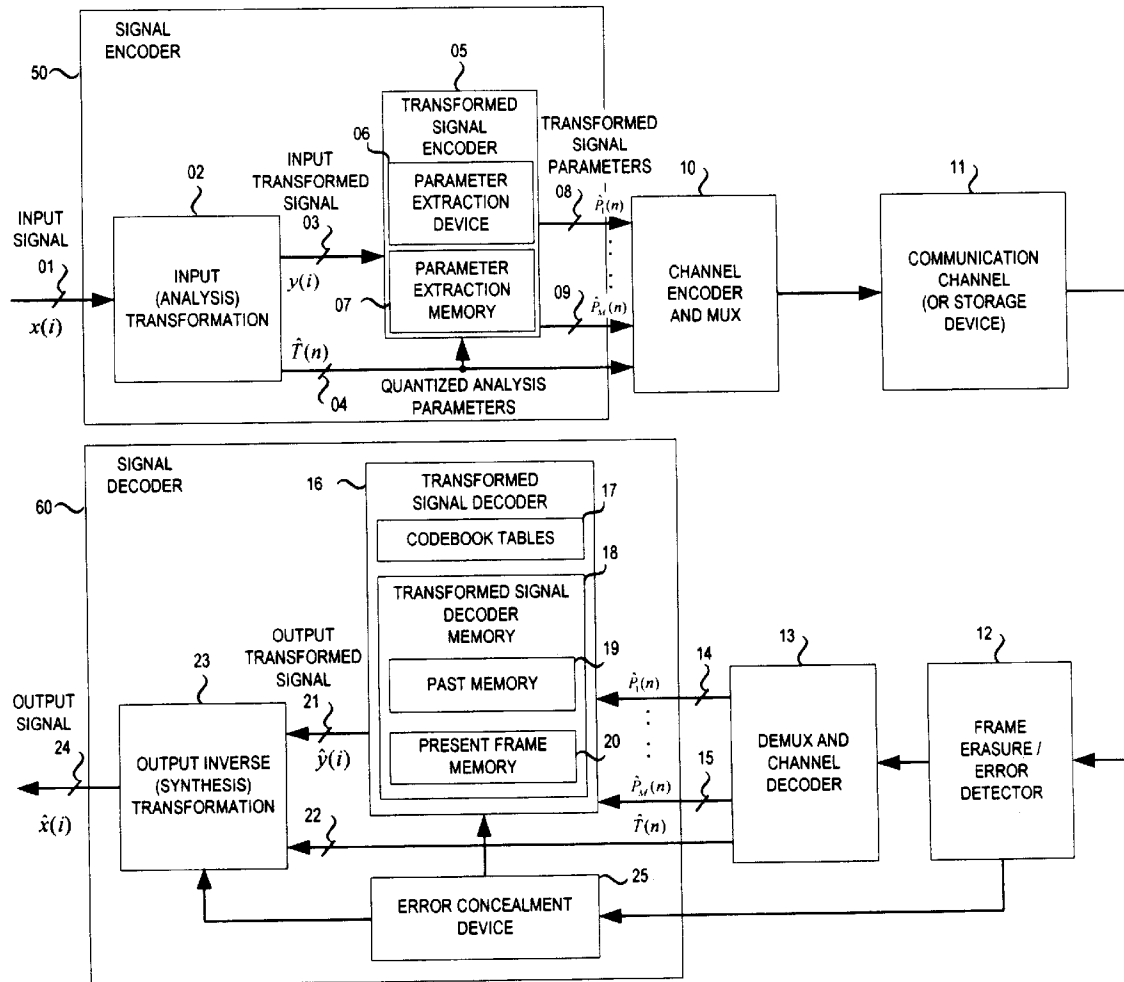 SIGNAL
ENCODER
50
05
TRANSFORMED
SIGNAL
ENCODER
06
PARAMETER
EXTRACTION
DEVICE
07
PARAMETER
EXTRACTION
MEMORY
TRANSFORMED
SIGNAL
PARAMETERS
08
P̂₁(n)
09
P̂_M(n)
INPUT
SIGNAL
01
x(i)
02
INPUT
(ANALYSIS)
TRANSFORMATION
INPUT
TRANSFORMED
SIGNAL
03
y(i)
T̂(n)
04
QUANTIZED ANALYSIS
PARAMETERS
10
CHANNEL
ENCODER
AND MUX
11
COMMUNICATION
CHANNEL
(OR STORAGE
DEVICE)
SIGNAL
DECODER
60
16
TRANSFORMED
SIGNAL DECODER
17
CODEBOOK TABLES
18
TRANSFORMED SIGNAL
DECODER
MEMORY
19
PAST MEMORY
PRESENT FRAME
MEMORY
20
OUTPUT
SIGNAL
24
x̂(i)
23
OUTPUT INVERSE
(SYNTHESIS)
TRANSFORMATION
OUTPUT
TRANSFORMED
SIGNAL
21
ŷ(i)
22
T̂(n)
P̂₁(n)
14
P̂_M(n)
15
13
DEMUX AND
CHANNEL
DECODER
12
FRAME
ERASURE /
ERROR
DETECTOR
25
ERROR CONCEALMENT
DEVICE